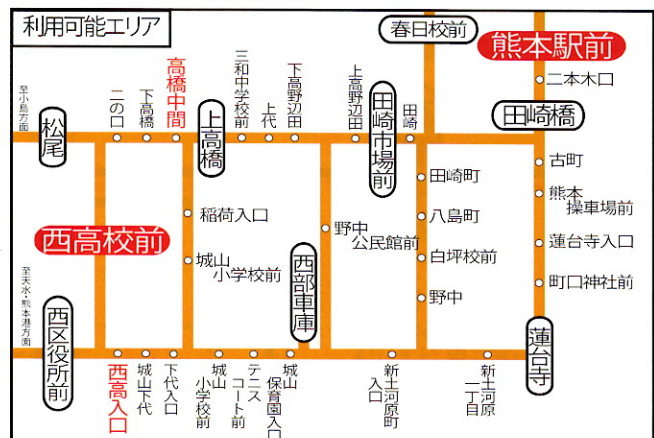 利用可能エリア
春日校前
熊本駅前
二本木口
田崎橋
至小島方面
松尾
二の口
下高橋
高橋中間
上高橋
三和中学校前
上代
下高野辺田
上高野辺田
田崎市場前
田崎
古町
熊本
操車場前
蓮台寺入口
町口神社前
田崎町
八島町
白坪校前
野中
野中
公民館前
稲荷入口
城山
小学校前
西高校前
西部車庫
至天水・熊本港方面
西区役所前
西高入口
城山下代
下代入口
城山
小学校前
テニス
コート前
城山
保育園入口
新土河原町
入口
新土河原
一丁目
蓮台寺